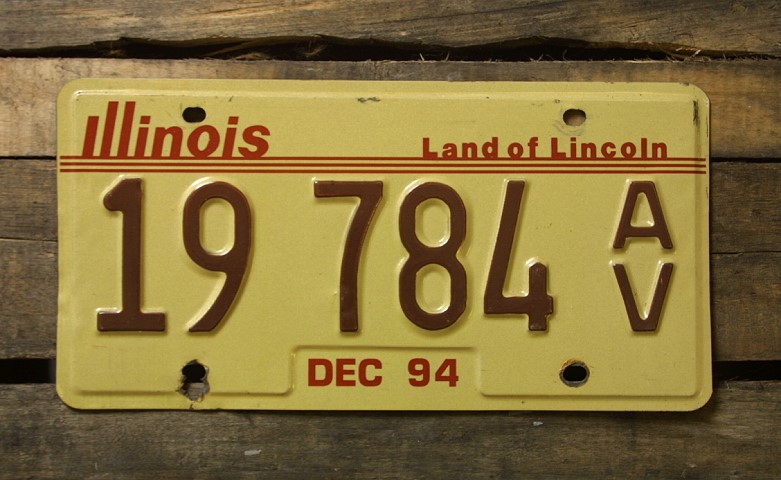 Illinois Land of Lincoln
19 784 AV
DEC 94